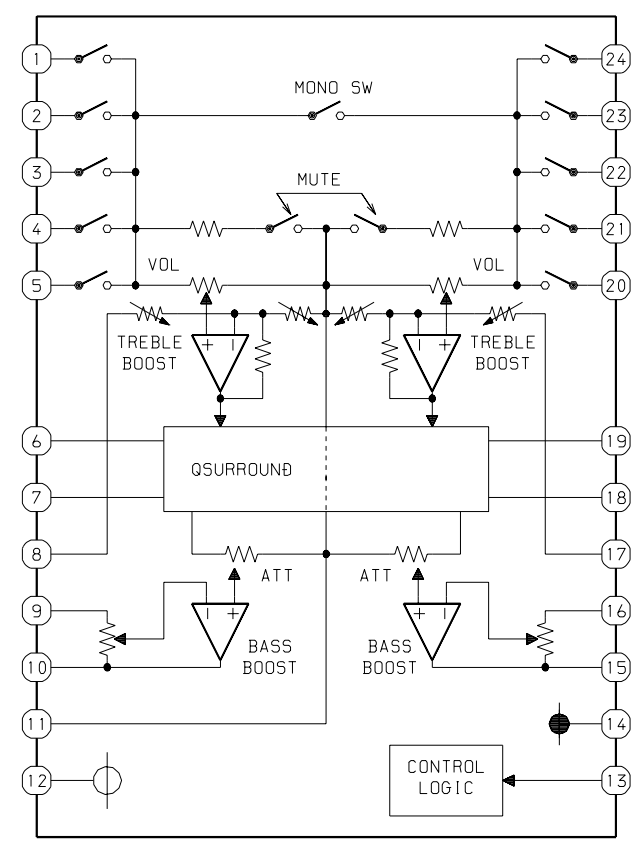 1 24
MONO SW
2 23
3 22
MUTE
4 21
VOL VOL
5 20
+ − − +
TREBLE TREBLE
BOOST BOOST
6 19
QSURROUND
7 18
8 17
ATT ATT
9 16
− + + −
BASS BASS
BOOST BOOST
10 15
11 14
CONTROL
LOGIC
12 13